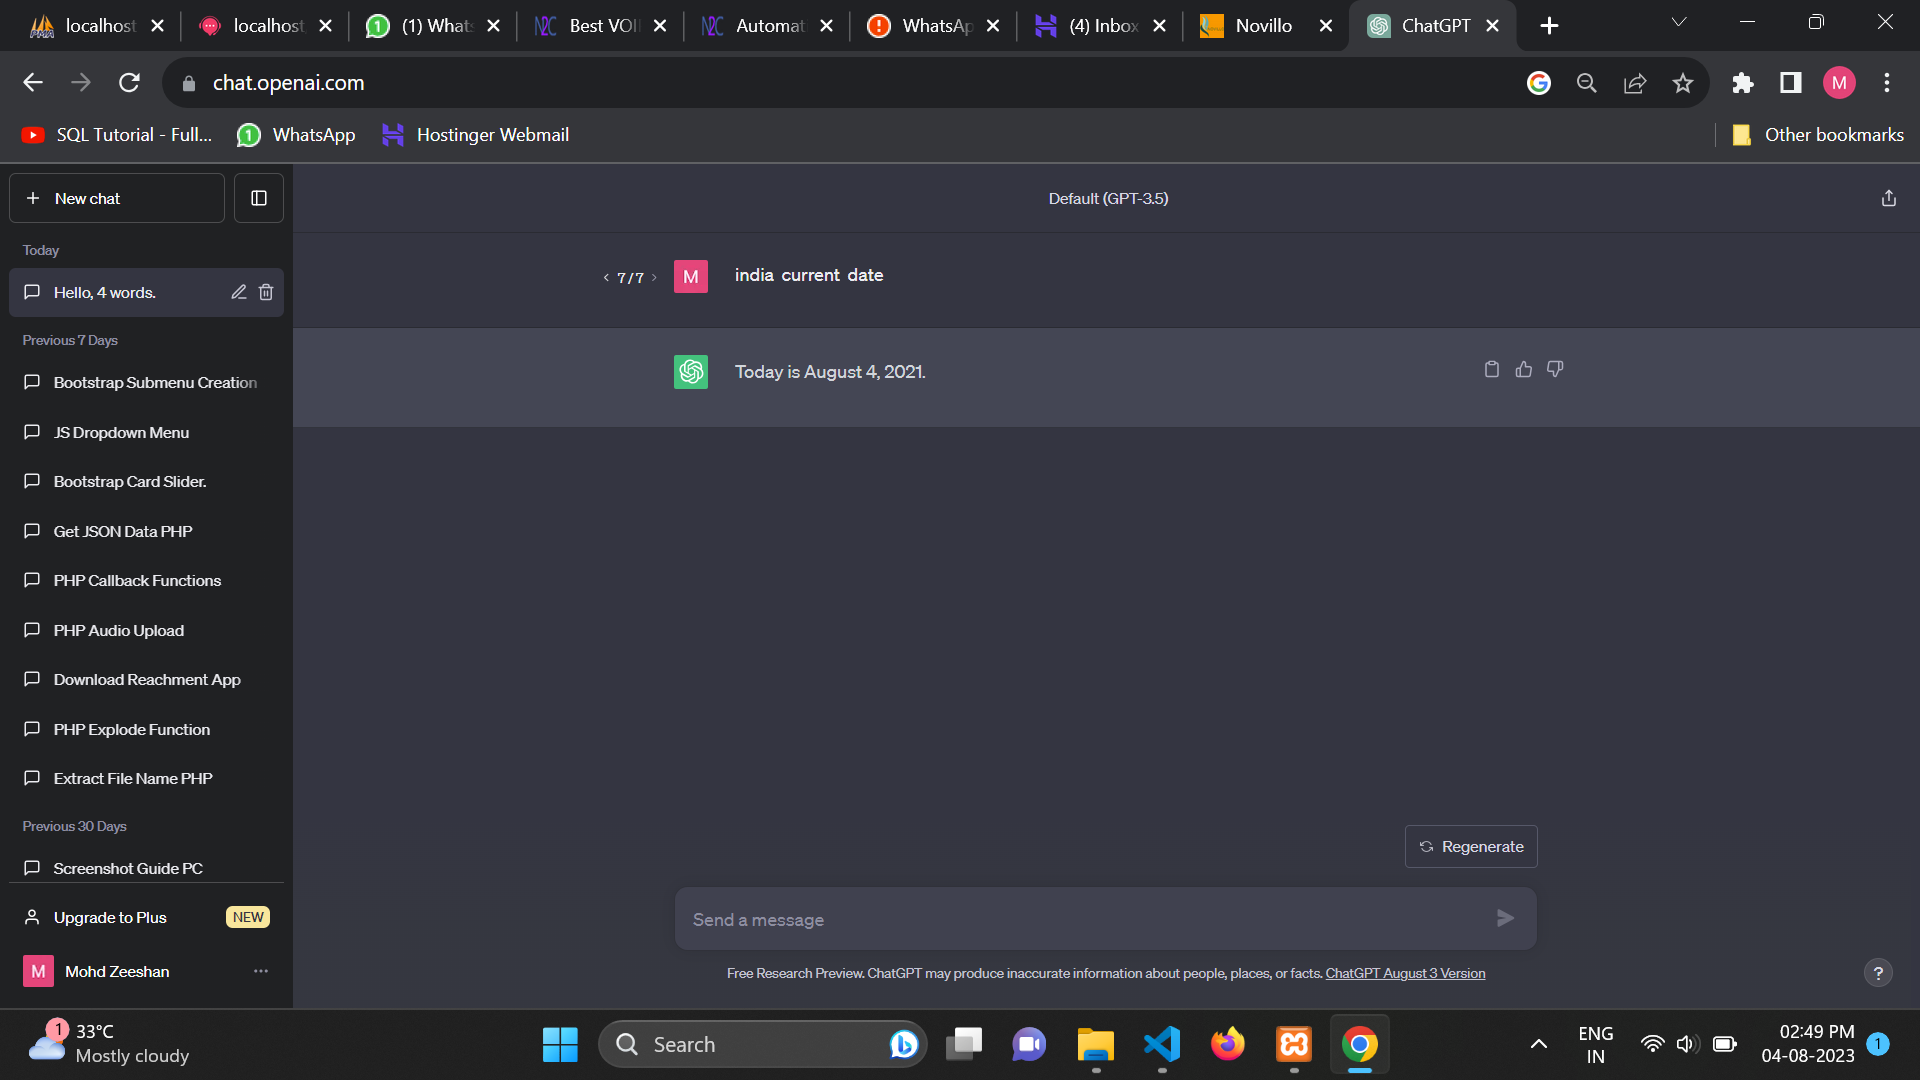 localhost
localhost
(1) What
Best VOI
Automat
WhatsAp
(4) Inbox
Novillo
ChatGPT
chat.openai.com
M
SQL Tutorial - Full...
1
WhatsApp
Hostinger Webmail
Other bookmarks
New chat
Default (GPT-3.5)
Today
Hello, 4 words.
7/7
M
india current date
Previous 7 Days
Today is August 4, 2021.
Bootstrap Submenu Creation
JS Dropdown Menu
Bootstrap Card Slider.
Get JSON Data PHP
PHP Callback Functions
PHP Audio Upload
Download Reachment App
PHP Explode Function
Extract File Name PHP
Previous 30 Days
Regenerate
Screenshot Guide PC
Upgrade to Plus NEW
Send a message
M Mohd Zeeshan
Free Research Preview. ChatGPT may produce inaccurate information about people, places, or facts. ChatGPT August 3 Version
?
1
33°C
Mostly cloudy
Search
ENG
IN
02:49 PM
04-08-2023
1